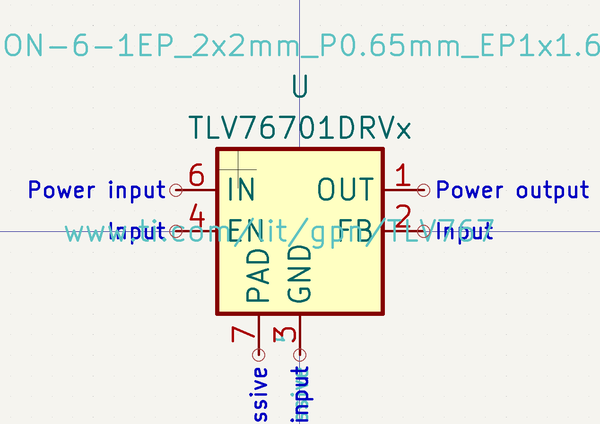 ON-6-1EP_2x2mm_P0.65mm_EP1x1.6
U
TLV76701DRVx
Power input 6 IN OUT 1 Power output
Input 4 EN FB 2 Input
www.ti.com/lit/gpn/TLV767
PAD GND
7 3
ssive input